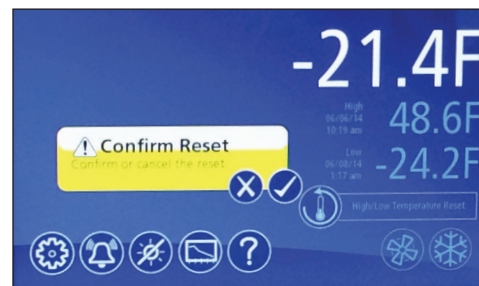 -21.4F
High
06/06/14
10:19 am
48.6F
Low
06/08/14
1:17 am
-24.2F
Confirm Reset
Confirm or cancel the reset.
High/Low Temperature Reset
?